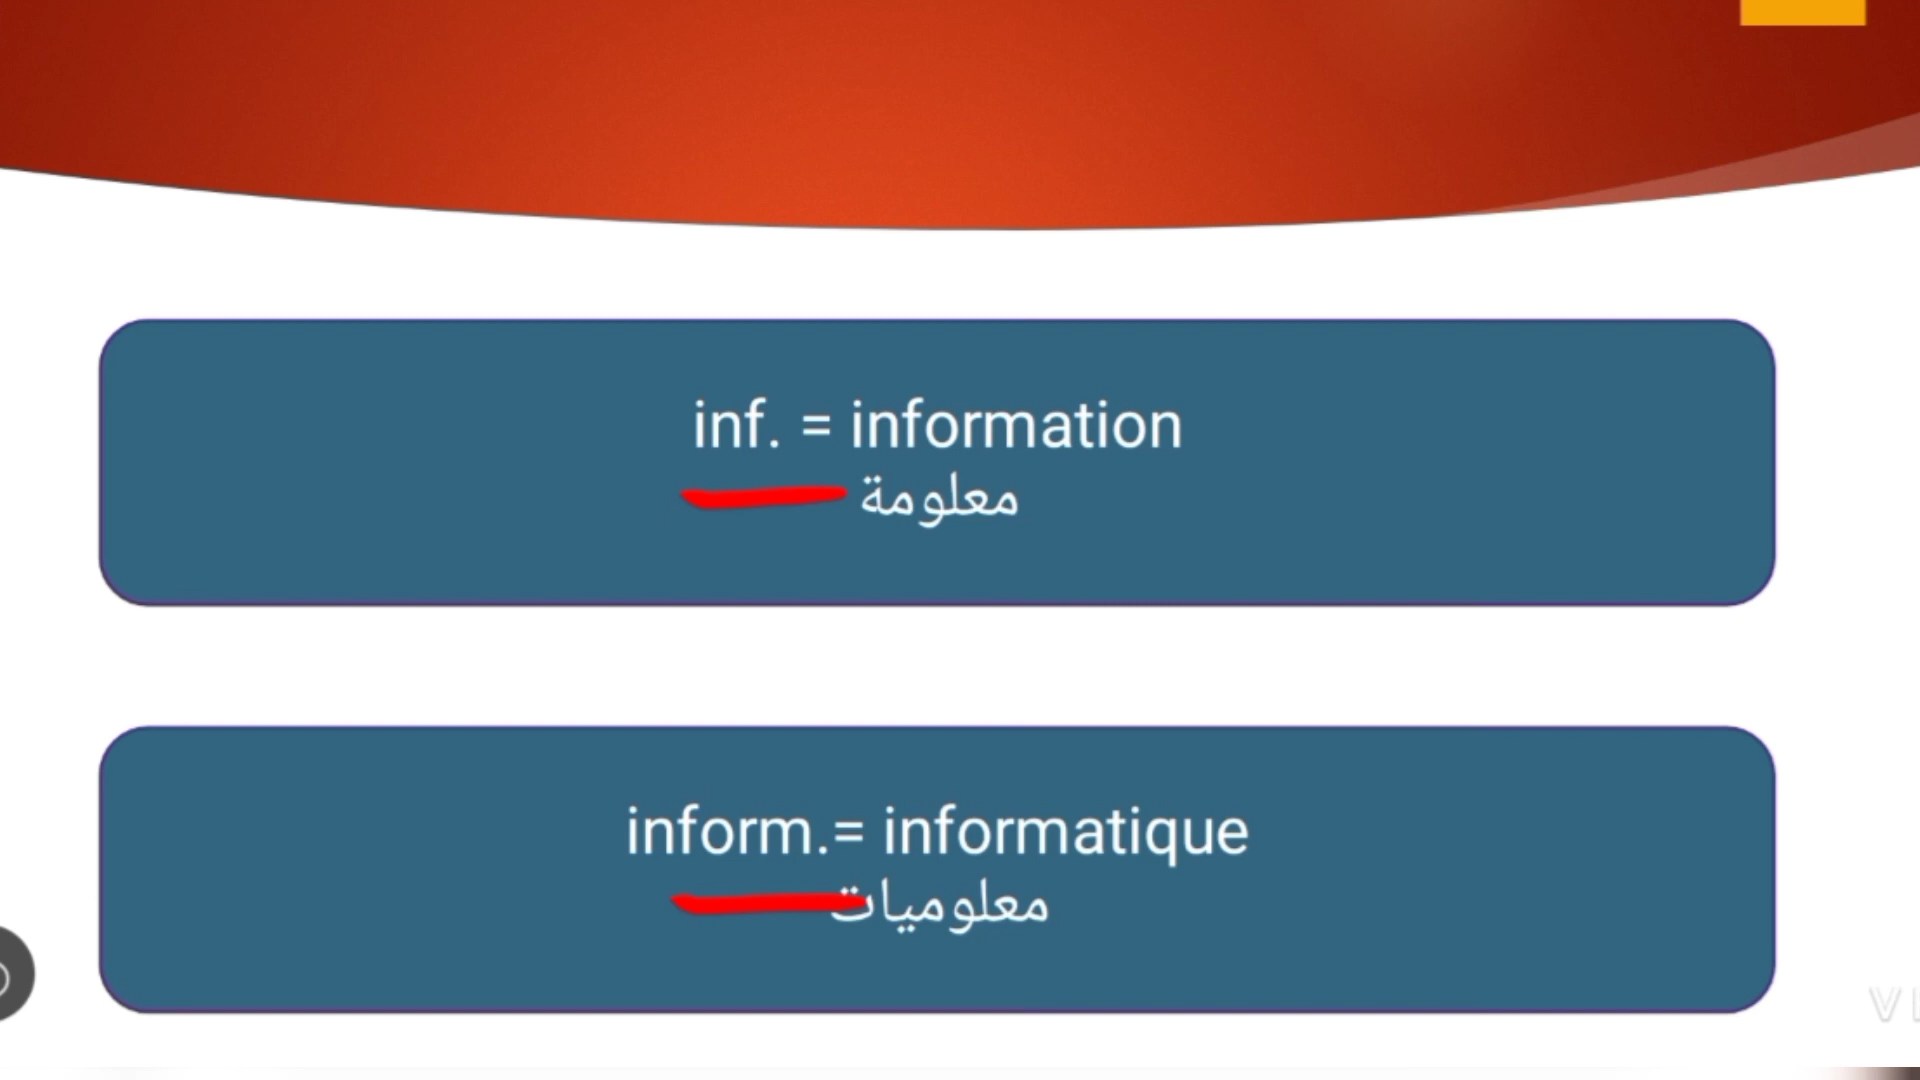 inf. = information
معلومة
inform.= informatique
معلوميات